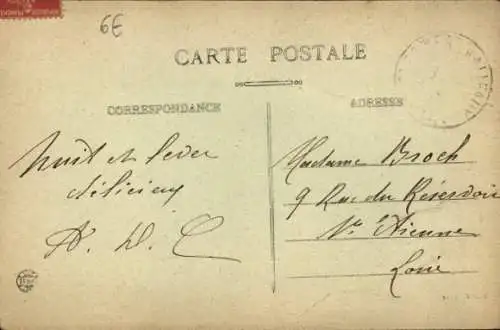 6E
CARTE POSTALE
CORRESPONDANCE
ADRESSE
Nuit et lever
délicieux
A. D. C
Madame Broch
9 Rue du Réservoir
St Etienne
Loire